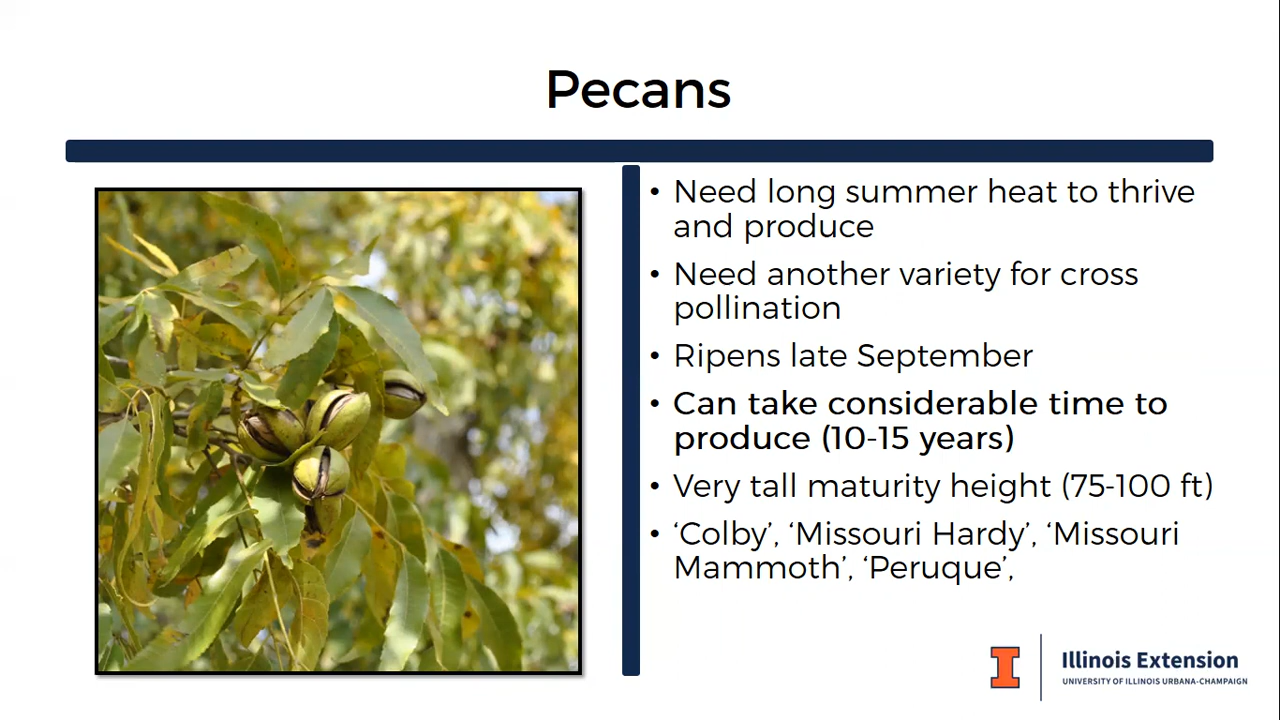 Pecans
• Need long summer heat to thrive
and produce
• Need another variety for cross
pollination
• Ripens late September
• Can take considerable time to
produce (10-15 years)
• Very tall maturity height (75-100 ft)
• ‘Colby’, ‘Missouri Hardy’, ‘Missouri
Mammoth’, ‘Peruque’,
I
Illinois Extension
UNIVERSITY OF ILLINOIS URBANA-CHAMPAIGN